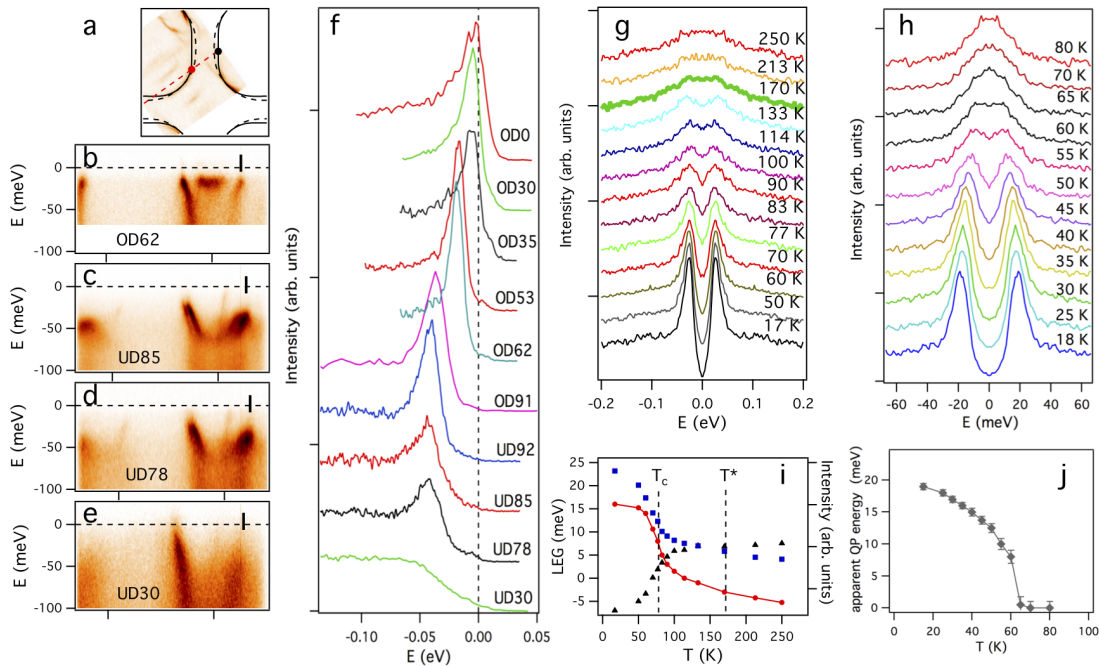 a
b
0
-50
-100
E (meV)
OD62
c
0
-50
-100
E (meV)
UD85
d
0
-50
-100
E (meV)
UD78
e
0
-50
-100
E (meV)
UD30
f
Intensity (arb. units)
OD0
OD30
OD35
OD53
OD62
OD91
UD92
UD85
UD78
UD30
-0.10
-0.05
0.00
0.05
E (eV)
g
Intensity (arb. units)
250 K
213 K
170 K
133 K
114 K
100 K
90 K
83 K
77 K
70 K
60 K
50 K
17 K
-0.2
-0.1
0.0
0.1
0.2
E (eV)
h
Intensity (arb. units)
80 K
70 K
65 K
60 K
55 K
50 K
45 K
40 K
35 K
30 K
25 K
18 K
-60
-40
-20
0
20
40
60
E (meV)
i
LEG (meV)
25
20
15
10
5
0
-5
Tc
T*
Intensity (arb. units)
0
50
100
150
200
250
T (K)
j
apparent QP energy (meV)
20
15
10
5
0
0
20
40
60
80
100
T (K)